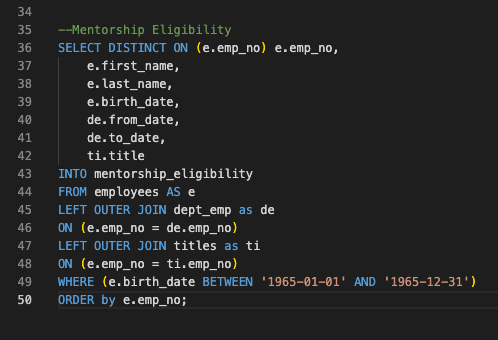 34
35 --Mentorship Eligibility
36 SELECT DISTINCT ON (e.emp_no) e.emp_no,
37     e.first_name,
38     e.last_name,
39     e.birth_date,
40     de.from_date,
41     de.to_date,
42     ti.title
43 INTO mentorship_eligibility
44 FROM employees AS e
45 LEFT OUTER JOIN dept_emp as de
46 ON (e.emp_no = de.emp_no)
47 LEFT OUTER JOIN titles as ti
48 ON (e.emp_no = ti.emp_no)
49 WHERE (e.birth_date BETWEEN '1965-01-01' AND '1965-12-31')
50 ORDER by e.emp_no;